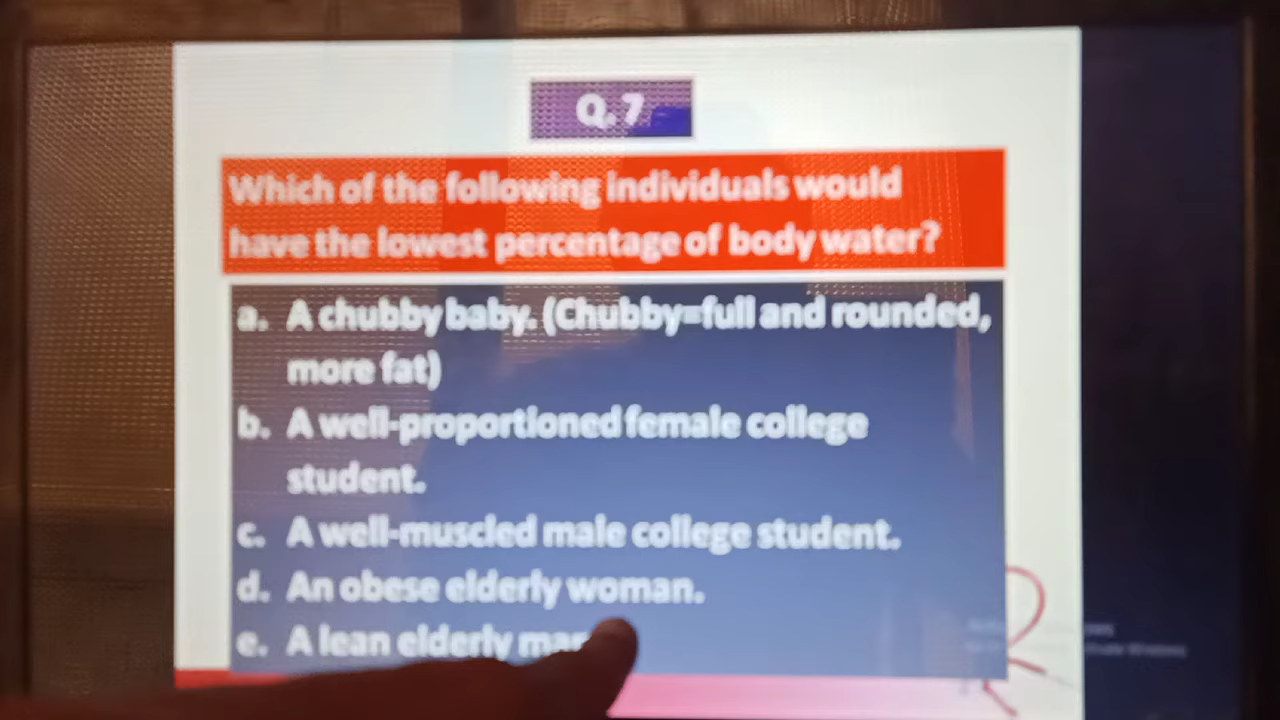 Q. 7
Which of the following individuals would
have the lowest percentage of body water?
a. A chubby baby. (Chubby=full and rounded,
more fat)
b. A well-proportioned female college
student.
c. A well-muscled male college student.
d. An obese elderly woman.
e. A lean elderly